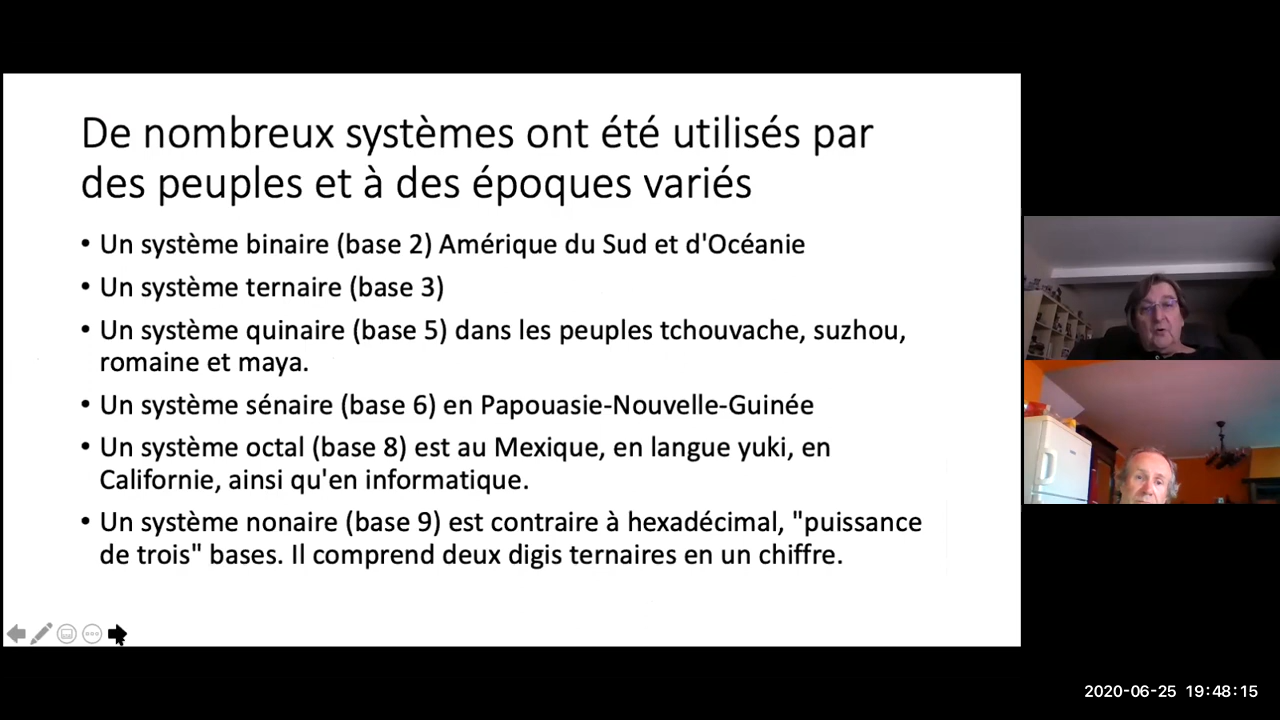 De nombreux systèmes ont été utilisés par
des peuples et à des époques variés
• Un système binaire (base 2) Amérique du Sud et d'Océanie
• Un système ternaire (base 3)
• Un système quinaire (base 5) dans les peuples tchouvache, suzhou,
romaine et maya.
• Un système sénaire (base 6) en Papouasie-Nouvelle-Guinée
• Un système octal (base 8) est au Mexique, en langue yuki, en
Californie, ainsi qu'en informatique.
• Un système nonaire (base 9) est contraire à hexadécimal, "puissance
de trois" bases. Il comprend deux digis ternaires en un chiffre.
2020-06-25 19:48:15